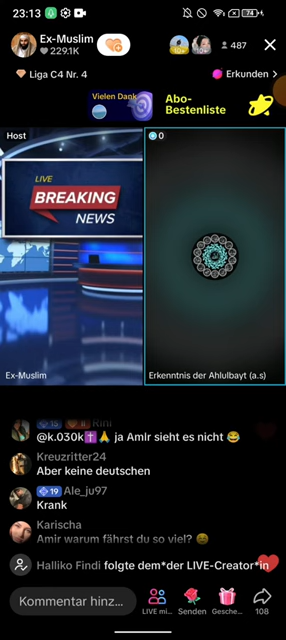 23:13
74
Ex-Muslim
229.1K
487
Liga C4 Nr. 4
Erkunden >
Vielen Dank
Abo-
Bestenliste
Host
0
LIVE
BREAKING
NEWS
Ex-Muslim
Erkenntnis der Ahlulbayt (a.s)
Rini
@k.030k✝️🙏 ja AmIr sieht es nicht 😂
Kreuzritter24
Aber keine deutschen
19 Ale_ju97
Krank
Karischa
Amir warum fährst du so viel? 😫
Halliko Findi folgte dem*der LIVE-Creator*in
Kommentar hinz...
LIVE mi...
Senden
Gesche...
108